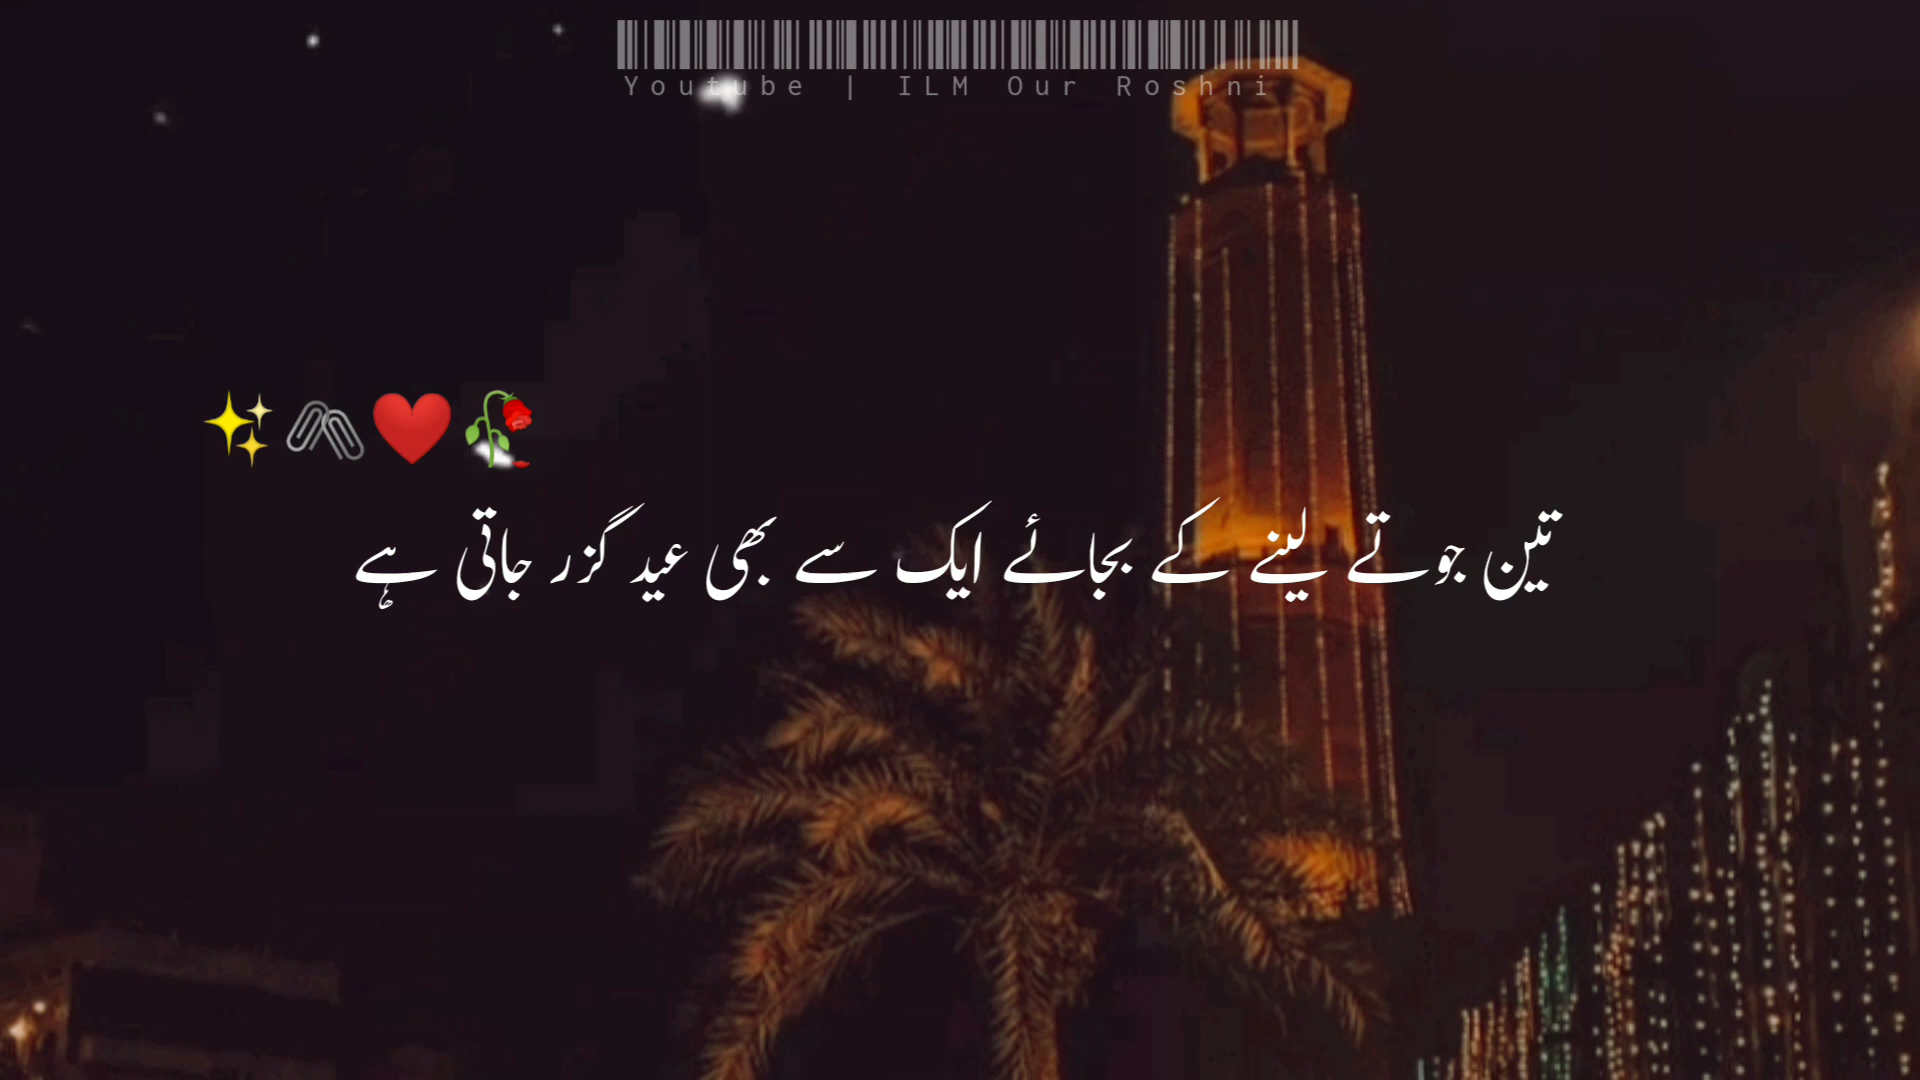 Youtube | ILM Our Roshni
✨🖇️❤️🥀
تین جوتے لینے کے بجائے ایک سے بھی عید گزر جاتی ہے